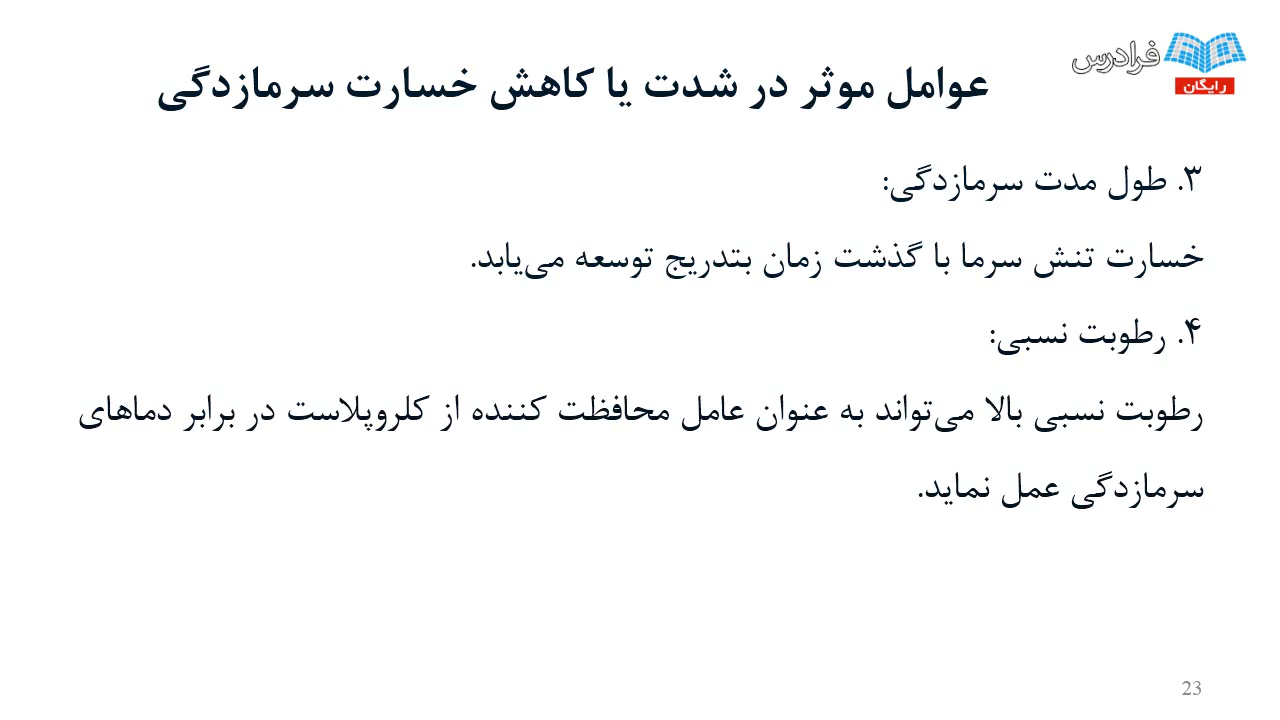 فرادرس
رایگان
عوامل موثر در شدت یا کاهش خسارت سرمازدگی
۳. طول مدت سرمازدگی:
خسارت تنش سرما با گذشت زمان بتدریج توسعه می‌یابد.
۴. رطوبت نسبی:
رطوبت نسبی بالا می‌تواند به عنوان عامل محافظت کننده از کلروپلاست در برابر دماهای
سرمازدگی عمل نماید.
23